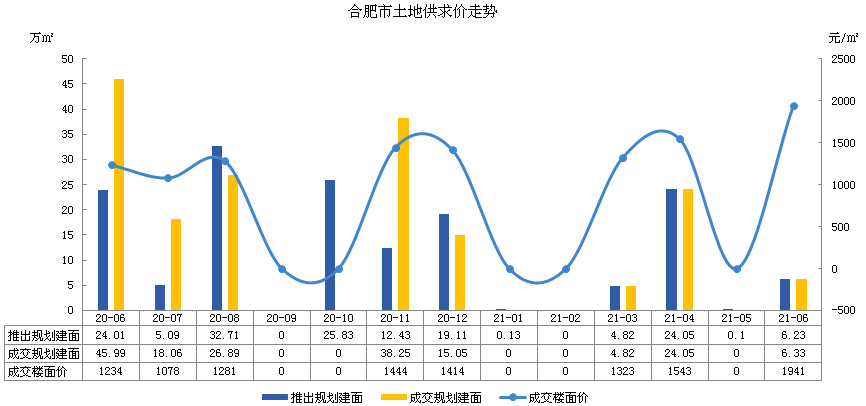 合肥市土地供求价走势
万㎡ 元/㎡
50 2500
45
40 2000
35
30 1500
25 1000
20
15 500
10 0
5
0 -500
20-06 20-07 20-08 20-09 20-10 20-11 20-12 21-01 21-02 21-03 21-04 21-05 21-06
推出规划建面 24.01 5.09 32.71 0 25.83 12.43 19.11 0.13 0 4.82 24.05 0.1 6.23
成交规划建面 45.99 18.06 26.89 0 0 38.25 15.05 0 0 4.82 24.05 0 6.33
成交楼面价 1234 1078 1281 0 0 1444 1414 0 0 1323 1543 0 1941
推出规划建面 成交规划建面 成交楼面价